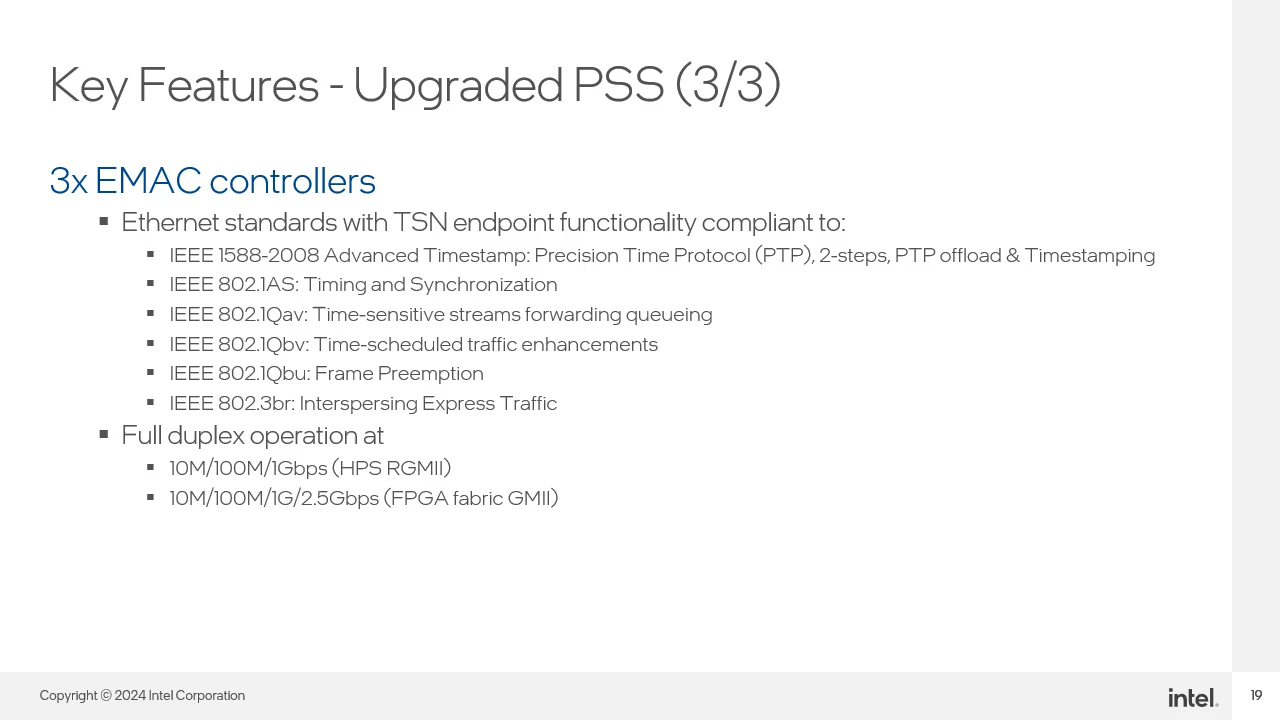 Key Features - Upgraded PSS (3/3)
3x EMAC controllers
▪ Ethernet standards with TSN endpoint functionality compliant to:
▪ IEEE 1588-2008 Advanced Timestamp: Precision Time Protocol (PTP), 2-steps, PTP offload & Timestamping
▪ IEEE 802.1AS: Timing and Synchronization
▪ IEEE 802.1Qav: Time-sensitive streams forwarding queueing
▪ IEEE 802.1Qbv: Time-scheduled traffic enhancements
▪ IEEE 802.1Qbu: Frame Preemption
▪ IEEE 802.3br: Interspersing Express Traffic
▪ Full duplex operation at
▪ 10M/100M/1Gbps (HPS RGMII)
▪ 10M/100M/1G/2.5Gbps (FPGA fabric GMII)
Copyright © 2024 Intel Corporation
intel.
19